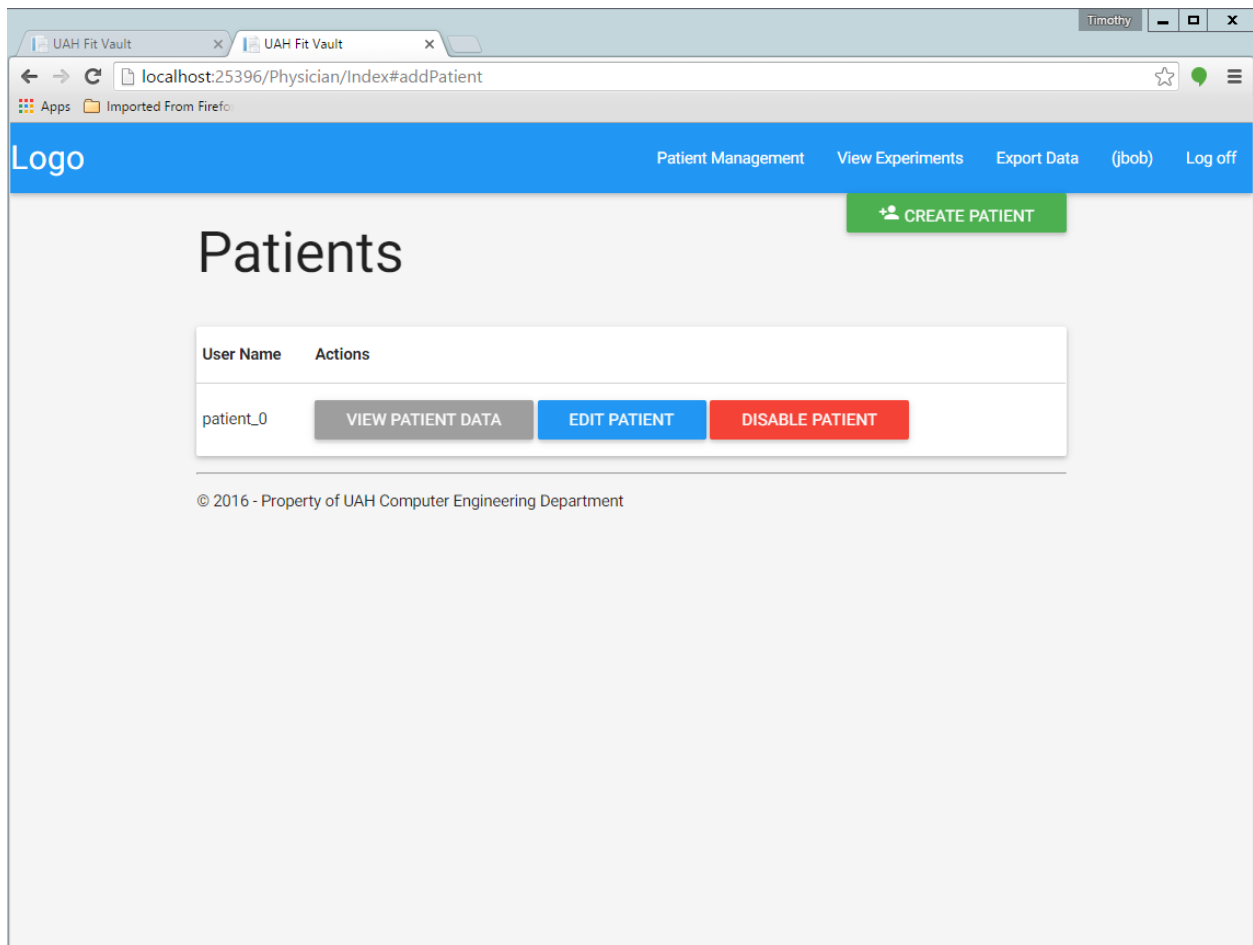 Timothy
UAH Fit Vault UAH Fit Vault
localhost:25396/Physician/Index#addPatient
Apps Imported From Firefo
Logo Patient Management View Experiments Export Data (jbob) Log off
CREATE PATIENT
Patients
User Name Actions
patient_0 VIEW PATIENT DATA EDIT PATIENT DISABLE PATIENT
© 2016 - Property of UAH Computer Engineering Department